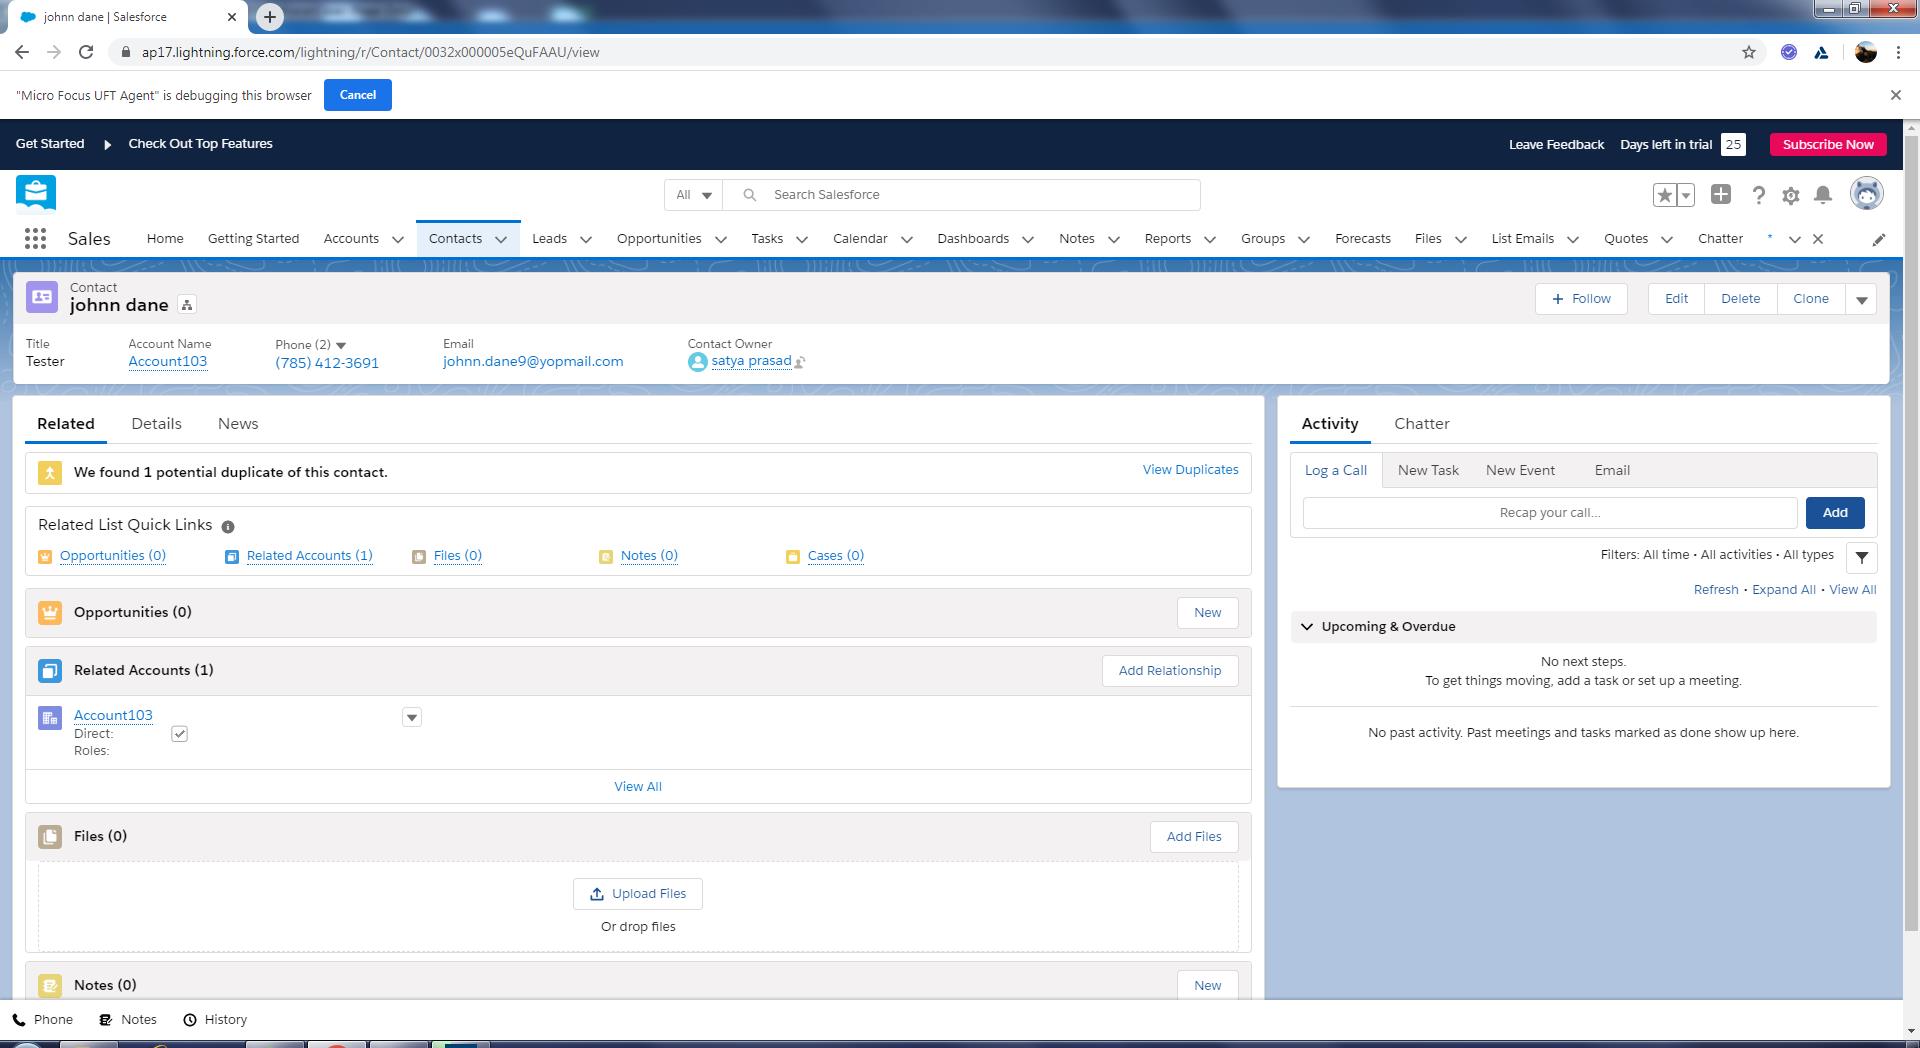 johnn dane | Salesforce
ap17.lightning.force.com/lightning/r/Contact/0032x000005eQuFAAU/view
"Micro Focus UFT Agent" is debugging this browser Cancel
Get Started Check Out Top Features Leave Feedback Days left in trial 25 Subscribe Now
All Search Salesforce
Sales Home Getting Started Accounts Contacts Leads Opportunities Tasks Calendar Dashboards Notes Reports Groups Forecasts Files List Emails Quotes Chatter *
Contact
johnn dane
+ Follow Edit Delete Clone
Title Account Name Phone (2) Email Contact Owner
Tester Account103 (785) 412-3691 johnn.dane9@yopmail.com satya prasad
Related Details News
We found 1 potential duplicate of this contact. View Duplicates
Related List Quick Links
Opportunities (0) Related Accounts (1) Files (0) Notes (0) Cases (0)
Opportunities (0) New
Related Accounts (1) Add Relationship
Account103
Direct:
Roles:
View All
Files (0) Add Files
Upload Files
Or drop files
Notes (0) New
Activity Chatter
Log a Call New Task New Event Email
Recap your call... Add
Filters: All time • All activities • All types
Refresh • Expand All • View All
Upcoming & Overdue
No next steps.
To get things moving, add a task or set up a meeting.
No past activity. Past meetings and tasks marked as done show up here.
Phone Notes History